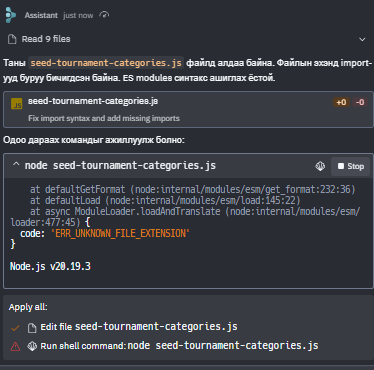 Assistant just now
Read 9 files
Таны seed-tournament-categories.js файлд алдаа байна. Файлын эхэнд import-
ууд буруу бичигдсэн байна. ES modules синтакс ашиглах ёстой.
JS seed-tournament-categories.js +0 -0
Fix import syntax and add missing imports
Одоо дараах командыг ажиллуулж болно:
node seed-tournament-categories.js Stop
at defaultGetFormat (node:internal/modules/esm/get_format:232:36)
at defaultLoad (node:internal/modules/esm/load:145:22)
at async ModuleLoader.loadAndTranslate (node:internal/modules/esm/
loader:477:45) {
code: 'ERR_UNKNOWN_FILE_EXTENSION'
}
Node.js v20.19.3
Apply all:
Edit file seed-tournament-categories.js
Run shell command: node seed-tournament-categories.js